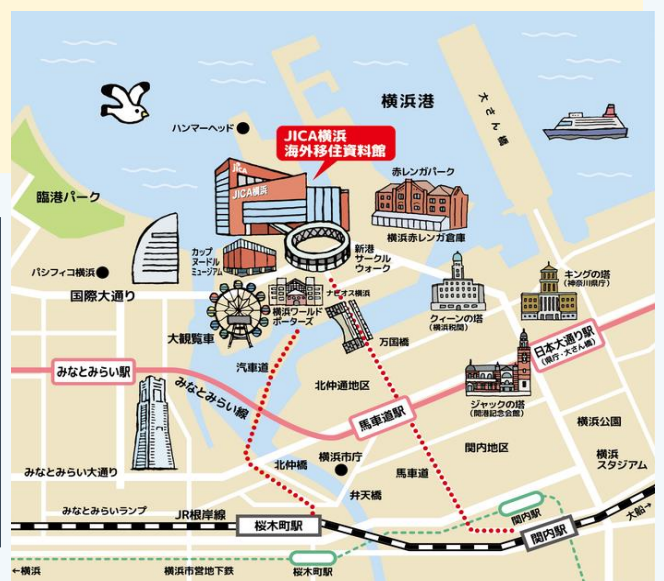 横浜港
大さん橋
ハンマーヘッド
JICA横浜
海外移住資料館
臨港パーク
JICA
JICA横浜
赤レンガパーク
横浜赤レンガ倉庫
カップ
ヌードル
ミュージアム
新港
サークル
ウォーク
パシフィコ横浜
国際大通り
ナビオス横浜
横浜ワールド
ポーターズ
大観覧車
万国橋
クィーンの塔
(横浜税関)
キングの塔
(神奈川県庁)
日本大通り駅
(県庁・大さん橋)
汽車道
みなとみらい駅
みなとみらい線
北仲通地区
ジャックの塔
(開港記念会館)
馬車道駅
横浜公園
横浜
スタジアム
関内地区
みなとみらい大通り
北仲橋
横浜市庁
馬車道
弁天橋
みなとみらいランプ
JR根岸線
桜木町駅
関内駅
関内駅
大船→
←横浜
横浜市営地下鉄
桜木町駅